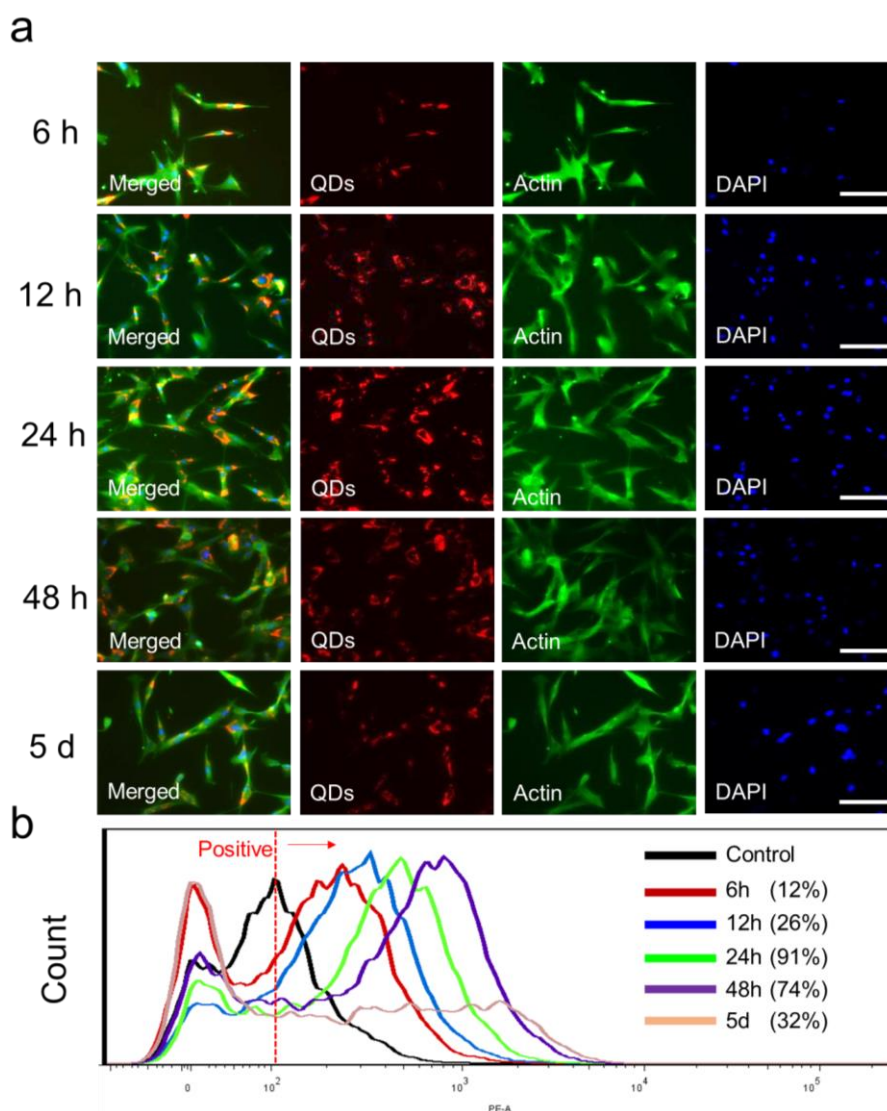 a
6 h
Merged
QDs
Actin
DAPI
12 h
Merged
QDs
Actin
DAPI
24 h
Merged
QDs
Actin
DAPI
48 h
Merged
QDs
Actin
DAPI
5 d
Merged
QDs
Actin
DAPI
b
Positive
Control
6h (12%)
12h (26%)
24h (91%)
48h (74%)
5d (32%)
Count
0 10² 10³ 10⁴ 10⁵
PE-A